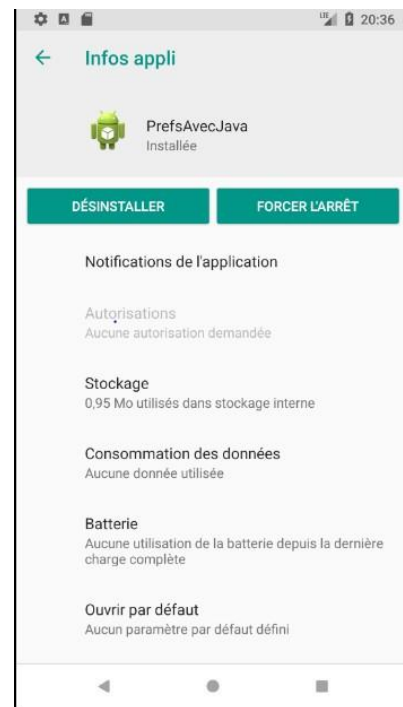 LTE 20:36
Infos appli
PrefsAvecJava
Installée
DÉSINSTALLER FORCER L'ARRÊT
Notifications de l'application
Autorisations
Aucune autorisation demandée
Stockage
0,95 Mo utilisés dans stockage interne
Consommation des données
Aucune donnée utilisée
Batterie
Aucune utilisation de la batterie depuis la dernière
charge complète
Ouvrir par défaut
Aucun paramètre par défaut défini